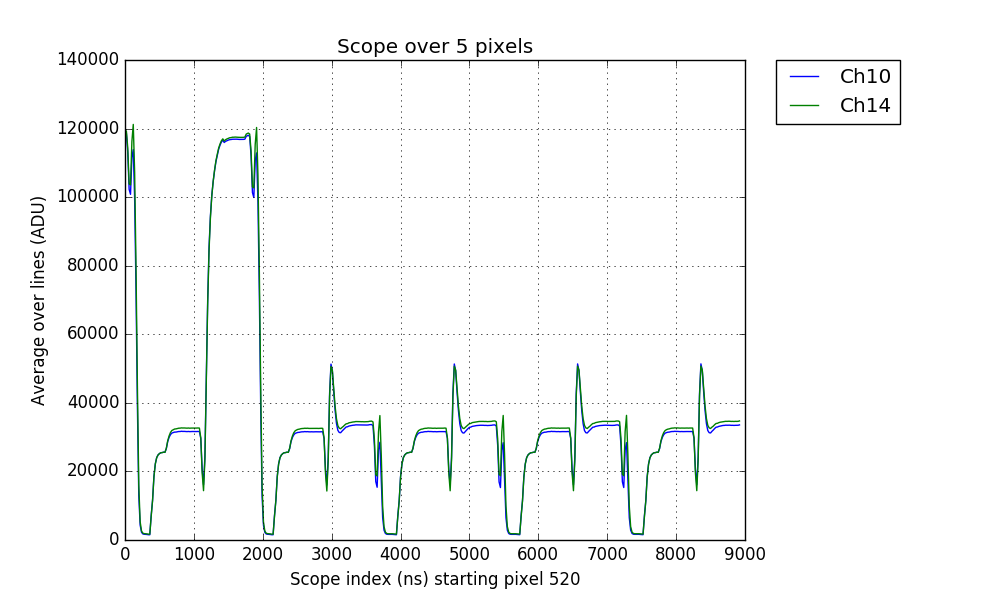 Scope over 5 pixels
Ch10
Ch14
140000
120000
100000
80000
60000
40000
20000
0
Average over lines (ADU)
0 1000 2000 3000 4000 5000 6000 7000 8000 9000
Scope index (ns) starting pixel 520